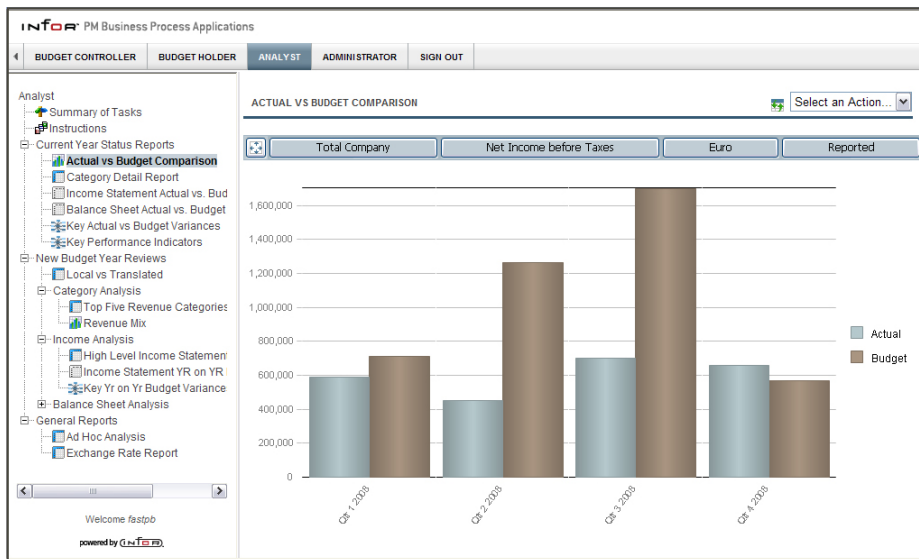 infor PM Business Process Applications
BUDGET CONTROLLER BUDGET HOLDER ANALYST ADMINISTRATOR SIGN OUT
Analyst
Summary of Tasks
Instructions
Current Year Status Reports
Actual vs Budget Comparison
Category Detail Report
Income Statement Actual vs. Bud
Balance Sheet Actual vs. Budget
Key Actual vs Budget Variances
Key Performance Indicators
New Budget Year Reviews
Local vs Translated
Category Analysis
Top Five Revenue Categories
Revenue Mix
Income Analysis
High Level Income Statement
Income Statement YR on YR
Key Yr on Yr Budget Variance
Balance Sheet Analysis
General Reports
Ad Hoc Analysis
Exchange Rate Report
Welcome fastpb
powered by infor
ACTUAL VS BUDGET COMPARISON
Select an Action...
Total Company Net Income before Taxes Euro Reported
1,600,000
1,400,000
1,200,000
1,000,000
800,000
600,000
400,000
200,000
0
Qtr 1 2008
Qtr 2 2008
Qtr 3 2008
Qtr 4 2008
Actual
Budget